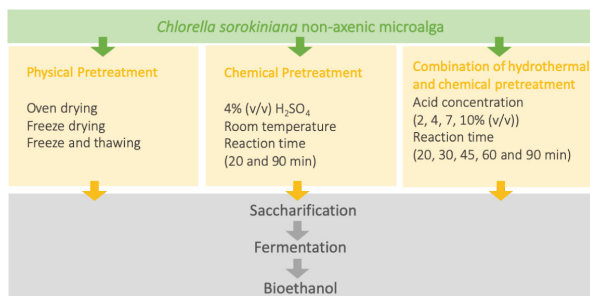 Chlorella sorokiniana non-axenic microalga
Physical Pretreatment
Oven drying
Freeze drying
Freeze and thawing
Chemical Pretreatment
4% (v/v) H₂SO₄
Room temperature
Reaction time
(20 and 90 min)
Combination of hydrothermal
and chemical pretreatment
Acid concentration
(2, 4, 7, 10% (v/v))
Reaction time
(20, 30, 45, 60 and 90 min)
Saccharification
Fermentation
Bioethanol